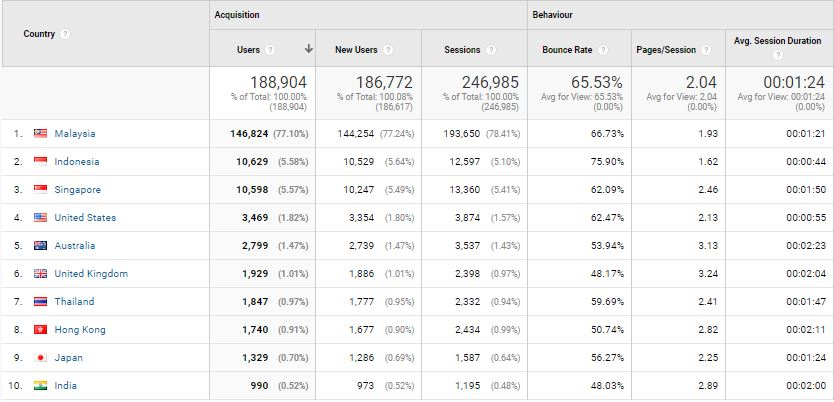 Country ? Acquisition Behaviour
Users ? ↓ New Users ? Sessions ? Bounce Rate ? Pages/Session ? Avg. Session Duration ?
188,904 186,772 246,985 65.53% 2.04 00:01:24
% of Total: 100.00% % of Total: 100.08% % of Total: 100.00% Avg for View: 65.53% Avg for View: 2.04 Avg for View: 00:01:24
(188,904) (186,617) (246,985) (0.00%) (0.00%) (0.00%)
1. Malaysia 146,824 (77.10%) 144,254 (77.24%) 193,650 (78.41%) 66.73% 1.93 00:01:21
2. Indonesia 10,629 (5.58%) 10,529 (5.64%) 12,597 (5.10%) 75.90% 1.62 00:00:44
3. Singapore 10,598 (5.57%) 10,247 (5.49%) 13,360 (5.41%) 62.09% 2.46 00:01:50
4. United States 3,469 (1.82%) 3,354 (1.80%) 3,874 (1.57%) 62.47% 2.13 00:00:55
5. Australia 2,799 (1.47%) 2,739 (1.47%) 3,537 (1.43%) 53.94% 3.13 00:02:23
6. United Kingdom 1,929 (1.01%) 1,886 (1.01%) 2,398 (0.97%) 48.17% 3.24 00:02:04
7. Thailand 1,847 (0.97%) 1,777 (0.95%) 2,332 (0.94%) 59.69% 2.41 00:01:47
8. Hong Kong 1,740 (0.91%) 1,677 (0.90%) 2,434 (0.99%) 50.74% 2.82 00:02:11
9. Japan 1,329 (0.70%) 1,286 (0.69%) 1,587 (0.64%) 56.27% 2.25 00:01:24
10. India 990 (0.52%) 973 (0.52%) 1,195 (0.48%) 48.03% 2.89 00:02:00